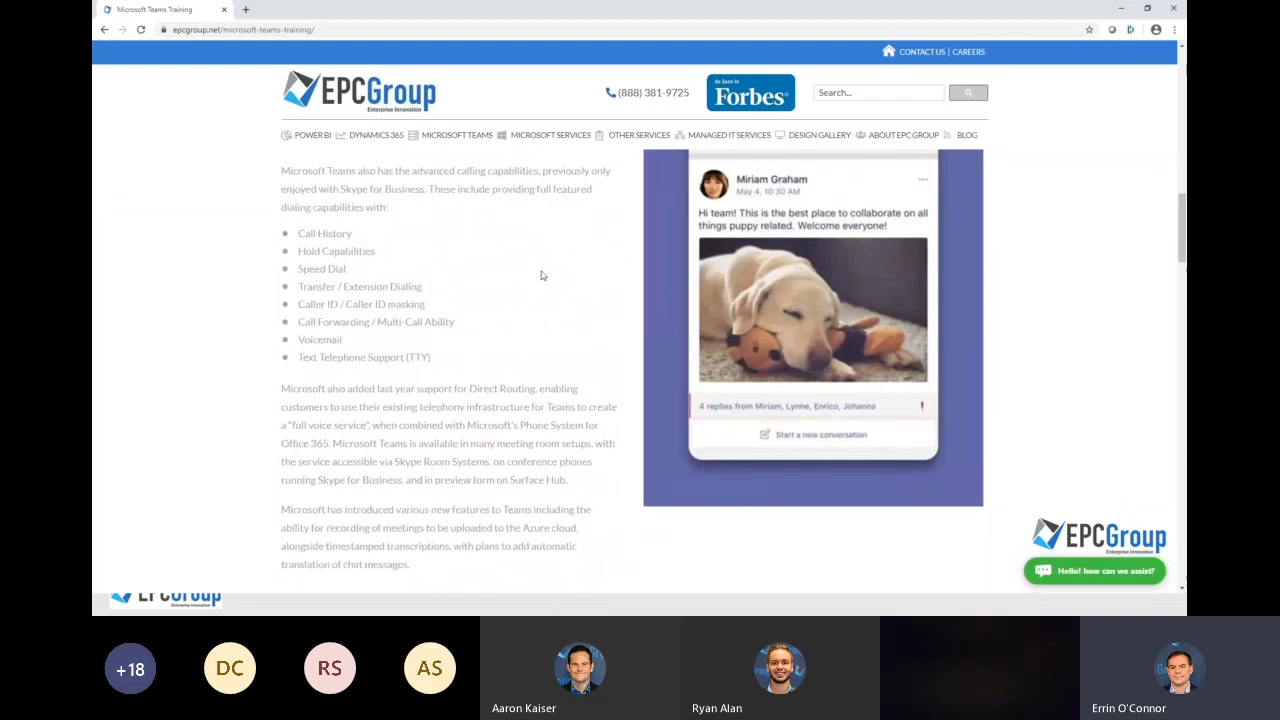 Microsoft Teams Training
epcgroup.net/microsoft-teams-training/
CONTACT US | CAREERS
EPCGroup
Enterprise Innovation
(888) 381-9725
As Seen In
Forbes
Search...
POWER BI DYNAMICS 365 MICROSOFT TEAMS MICROSOFT SERVICES OTHER SERVICES MANAGED IT SERVICES DESIGN GALLERY ABOUT EPC GROUP BLOG
Microsoft Teams also has the advanced calling capabilities, previously only
enjoyed with Skype for Business. These include providing full featured
dialing capabilities with:
Call History
Hold Capabilities
Speed Dial
Transfer / Extension Dialing
Caller ID / Caller ID masking
Call Forwarding / Multi-Call Ability
Voicemail
Text Telephone Support (TTY)
Microsoft also added last year support for Direct Routing, enabling
customers to use their existing telephony infrastructure for Teams to create
a "full voice service", when combined with Microsoft's Phone System for
Office 365. Microsoft Teams is available in many meeting room setups, with
the service accessible via Skype Room Systems, on conference phones
running Skype for Business, and in preview form on Surface Hub.
Microsoft has introduced various new features to Teams including the
ability for recording of meetings to be uploaded to the Azure cloud,
alongside timestamped transcriptions, with plans to add automatic
translation of chat messages.
Miriam Graham
May 4, 10:30 AM
Hi team! This is the best place to collaborate on all
things puppy related. Welcome everyone!
4 replies from Miriam, Lynne, Enrico, Johanna
Start a new conversation
EPCGroup
Enterprise Innovation
Hello! how can we assist?
EPCGroup
Enterprise Innovation
+18
DC
RS
AS
Aaron Kaiser
Ryan Alan
Errin O'Connor